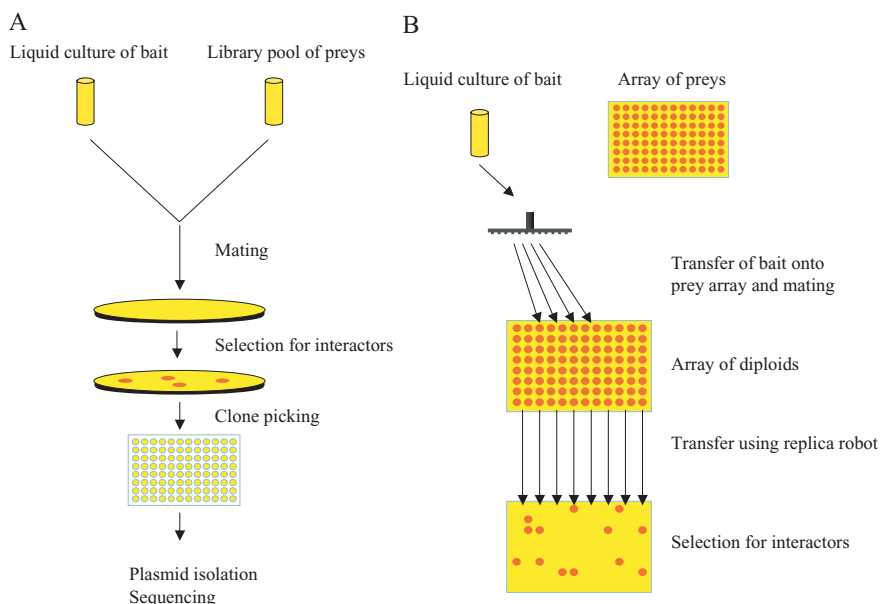 A
Liquid culture of bait
Library pool of preys
Mating
Selection for interactors
Clone picking
Plasmid isolation
Sequencing
B
Liquid culture of bait
Array of preys
Transfer of bait onto
prey array and mating
Array of diploids
Transfer using replica robot
Selection for interactors